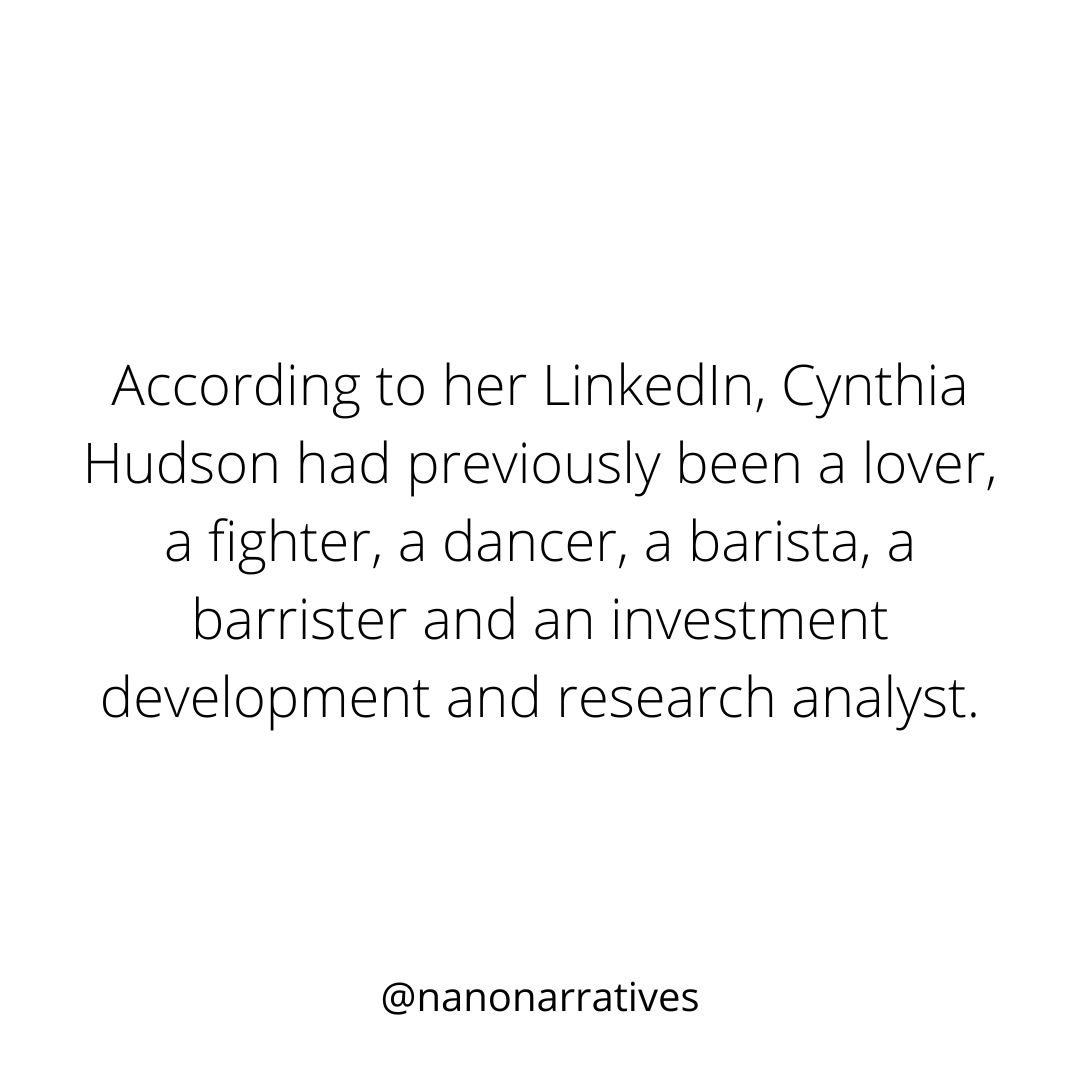 According to her LinkedIn, Cynthia
Hudson had previously been a lover,
a fighter, a dancer, a barista, a
barrister and an investment
development and research analyst.
@nanonarratives